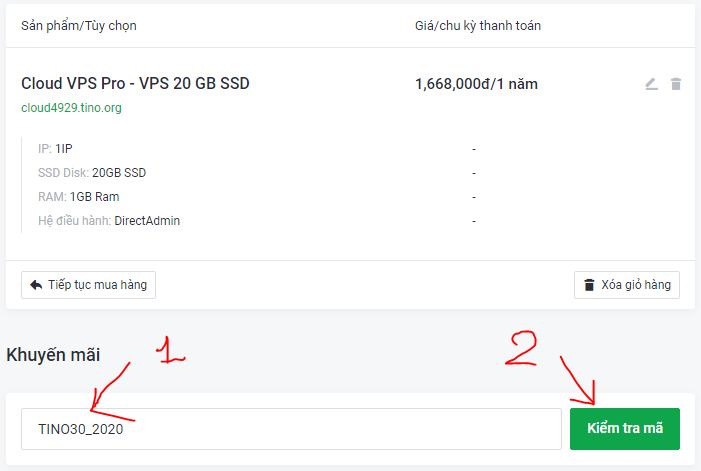 Sản phẩm/Tùy chọn Giá/chu kỳ thanh toán
Cloud VPS Pro - VPS 20 GB SSD 1,668,000đ/1 năm
cloud4929.tino.org
IP: 1IP -
SSD Disk: 20GB SSD -
RAM: 1GB Ram -
Hệ điều hành: DirectAdmin -
Tiếp tục mua hàng Xóa giỏ hàng
1 2
Khuyến mãi
TINO30_2020 Kiểm tra mã